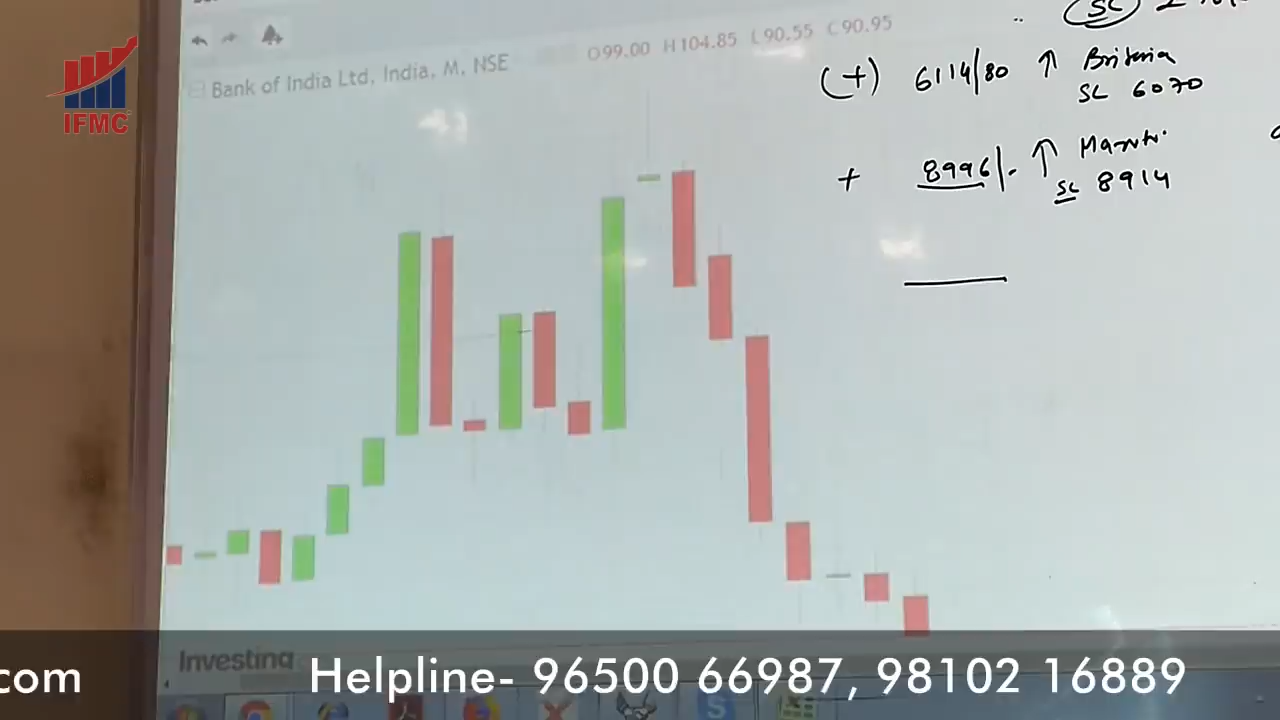 IFMC
Bank of India Ltd, India, M, NSE
O99.00 H104.85 L90.55 C90.95
SC
(+) 6114/80 ↑ Britania
SL 6070
+ 8996/- ↑ Maruti
SL 8914
Investing
com Helpline- 96500 66987, 98102 16889